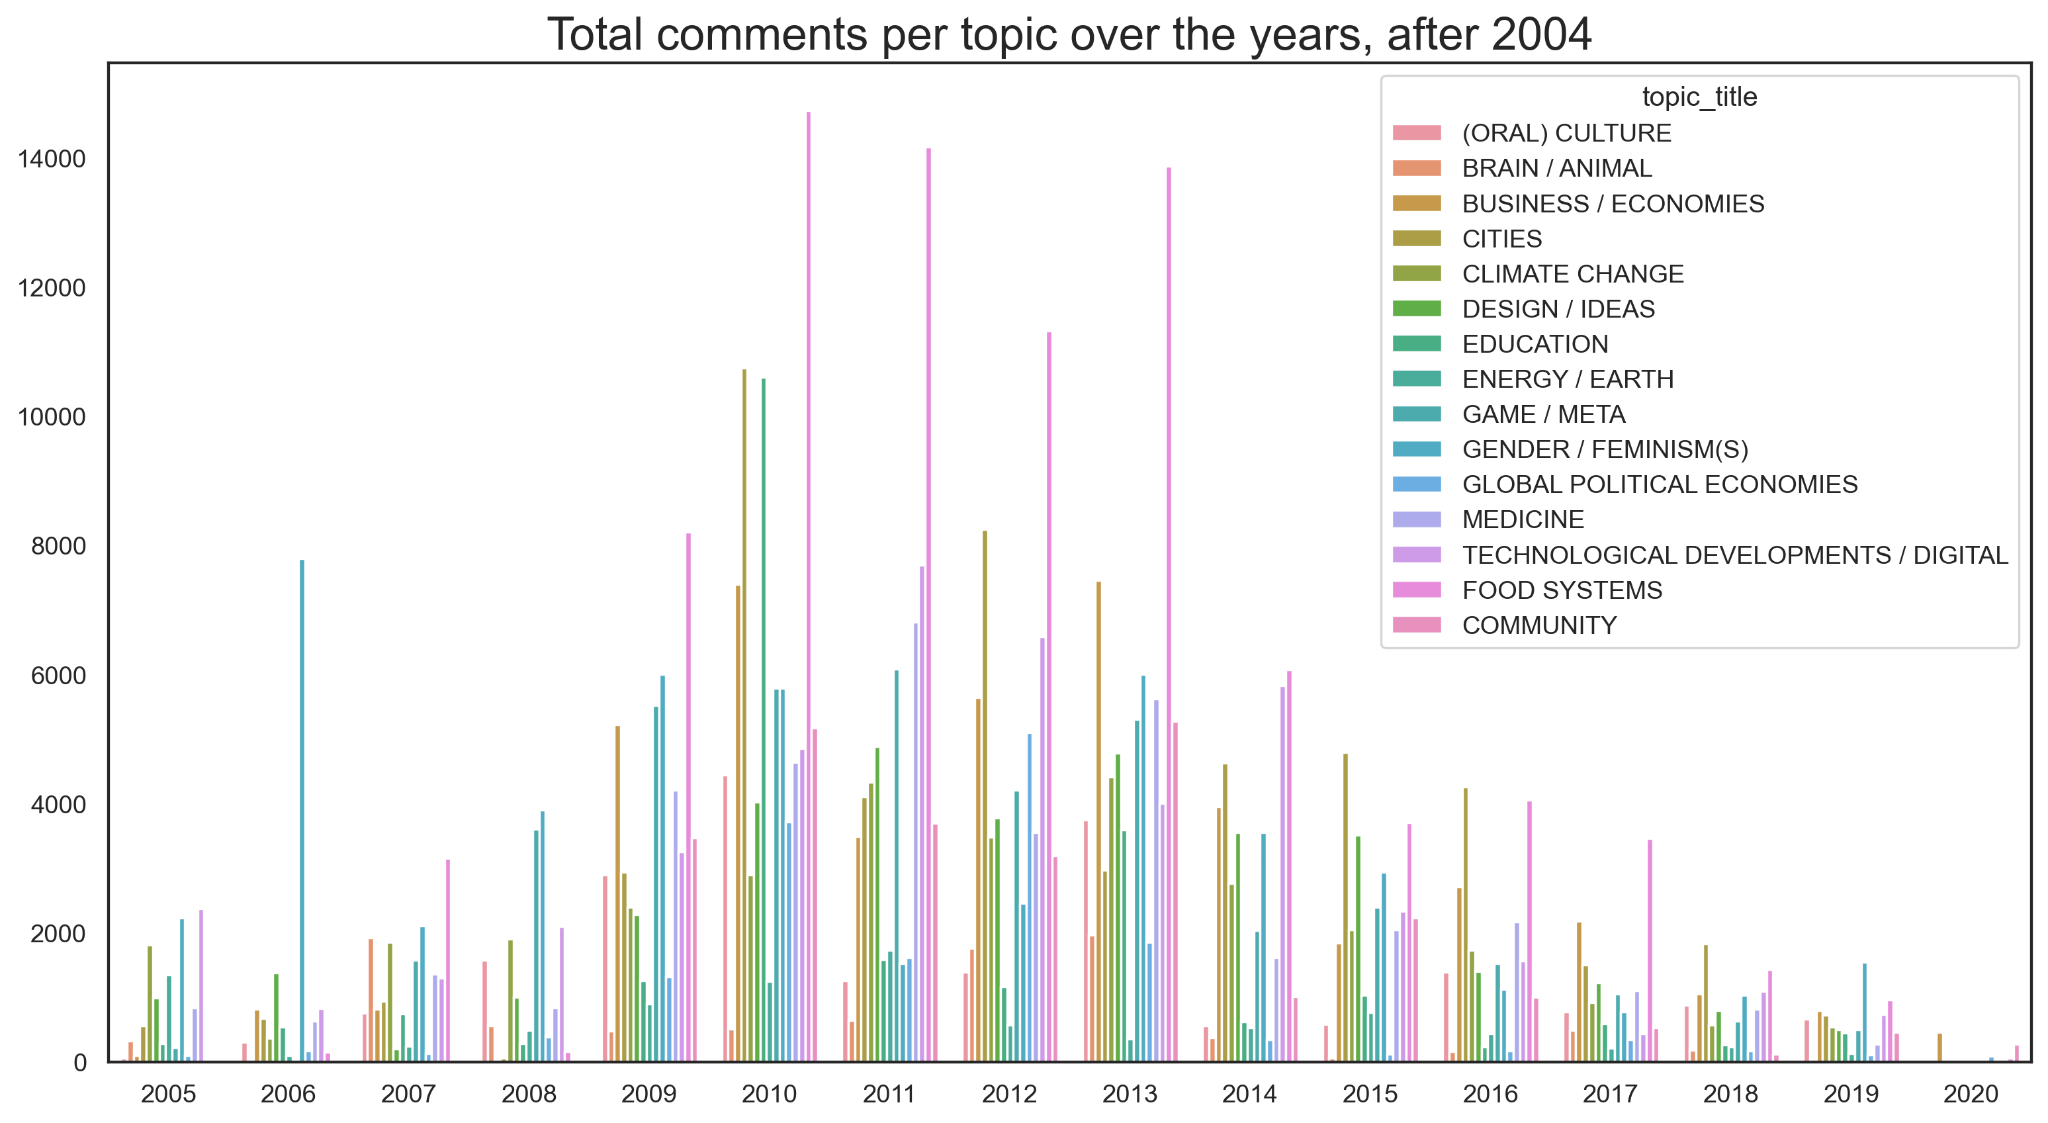 Total comments per topic over the years, after 2004
topic_title
(ORAL) CULTURE
BRAIN / ANIMAL
BUSINESS / ECONOMIES
CITIES
CLIMATE CHANGE
DESIGN / IDEAS
EDUCATION
ENERGY / EARTH
GAME / META
GENDER / FEMINISM(S)
GLOBAL POLITICAL ECONOMIES
MEDICINE
TECHNOLOGICAL DEVELOPMENTS / DIGITAL
FOOD SYSTEMS
COMMUNITY
14000
12000
10000
8000
6000
4000
2000
0
2005 2006 2007 2008 2009 2010 2011 2012 2013 2014 2015 2016 2017 2018 2019 2020